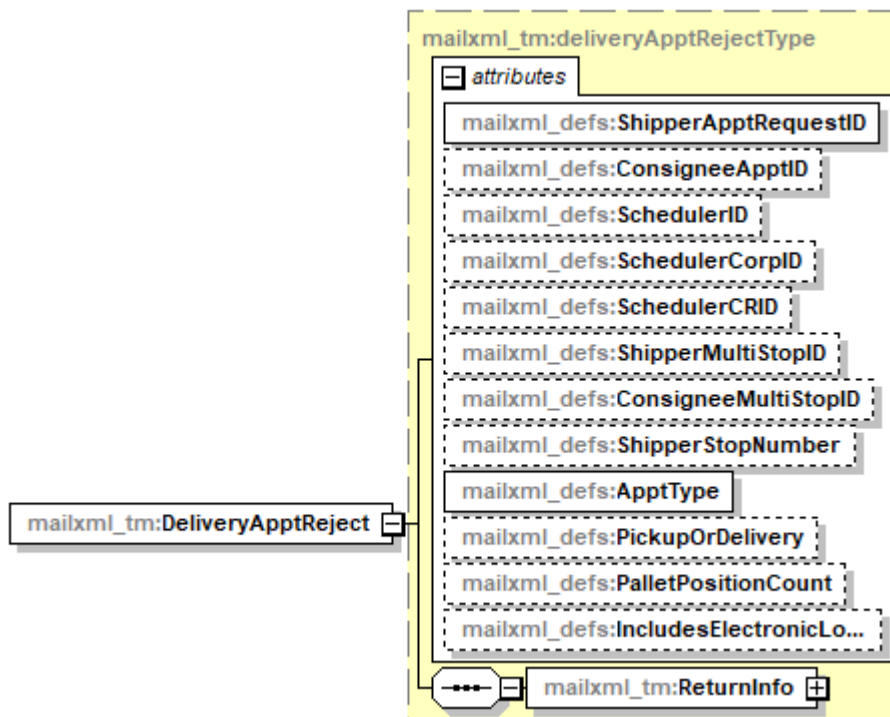 mailxml_tm:deliveryApptRejectType
attributes
mailxml_defs:ShipperApptRequestID
mailxml_defs:ConsigneeApptID
mailxml_defs:SchedulerID
mailxml_defs:SchedulerCorpID
mailxml_defs:SchedulerCRID
mailxml_defs:ShipperMultiStopID
mailxml_defs:ConsigneeMultiStopID
mailxml_defs:ShipperStopNumber
mailxml_defs:ApptType
mailxml_tm:DeliveryApptReject
mailxml_defs:PickupOrDelivery
mailxml_defs:PalletPositionCount
mailxml_defs:IncludesElectronicLo...
mailxml_tm:ReturnInfo